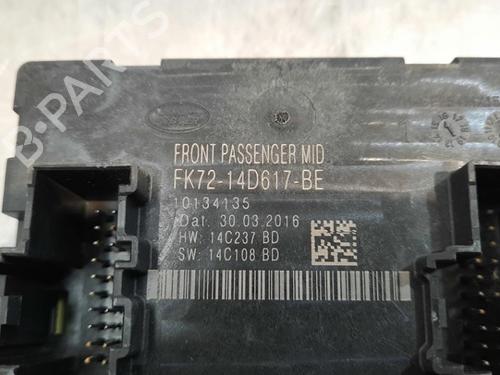 B-PARTS
FRONT PASSENGER MID
FK72-14D617-BE
10134135
Dat. 30.03.2016
HW: 14C237 BD
SW: 14C108 BD